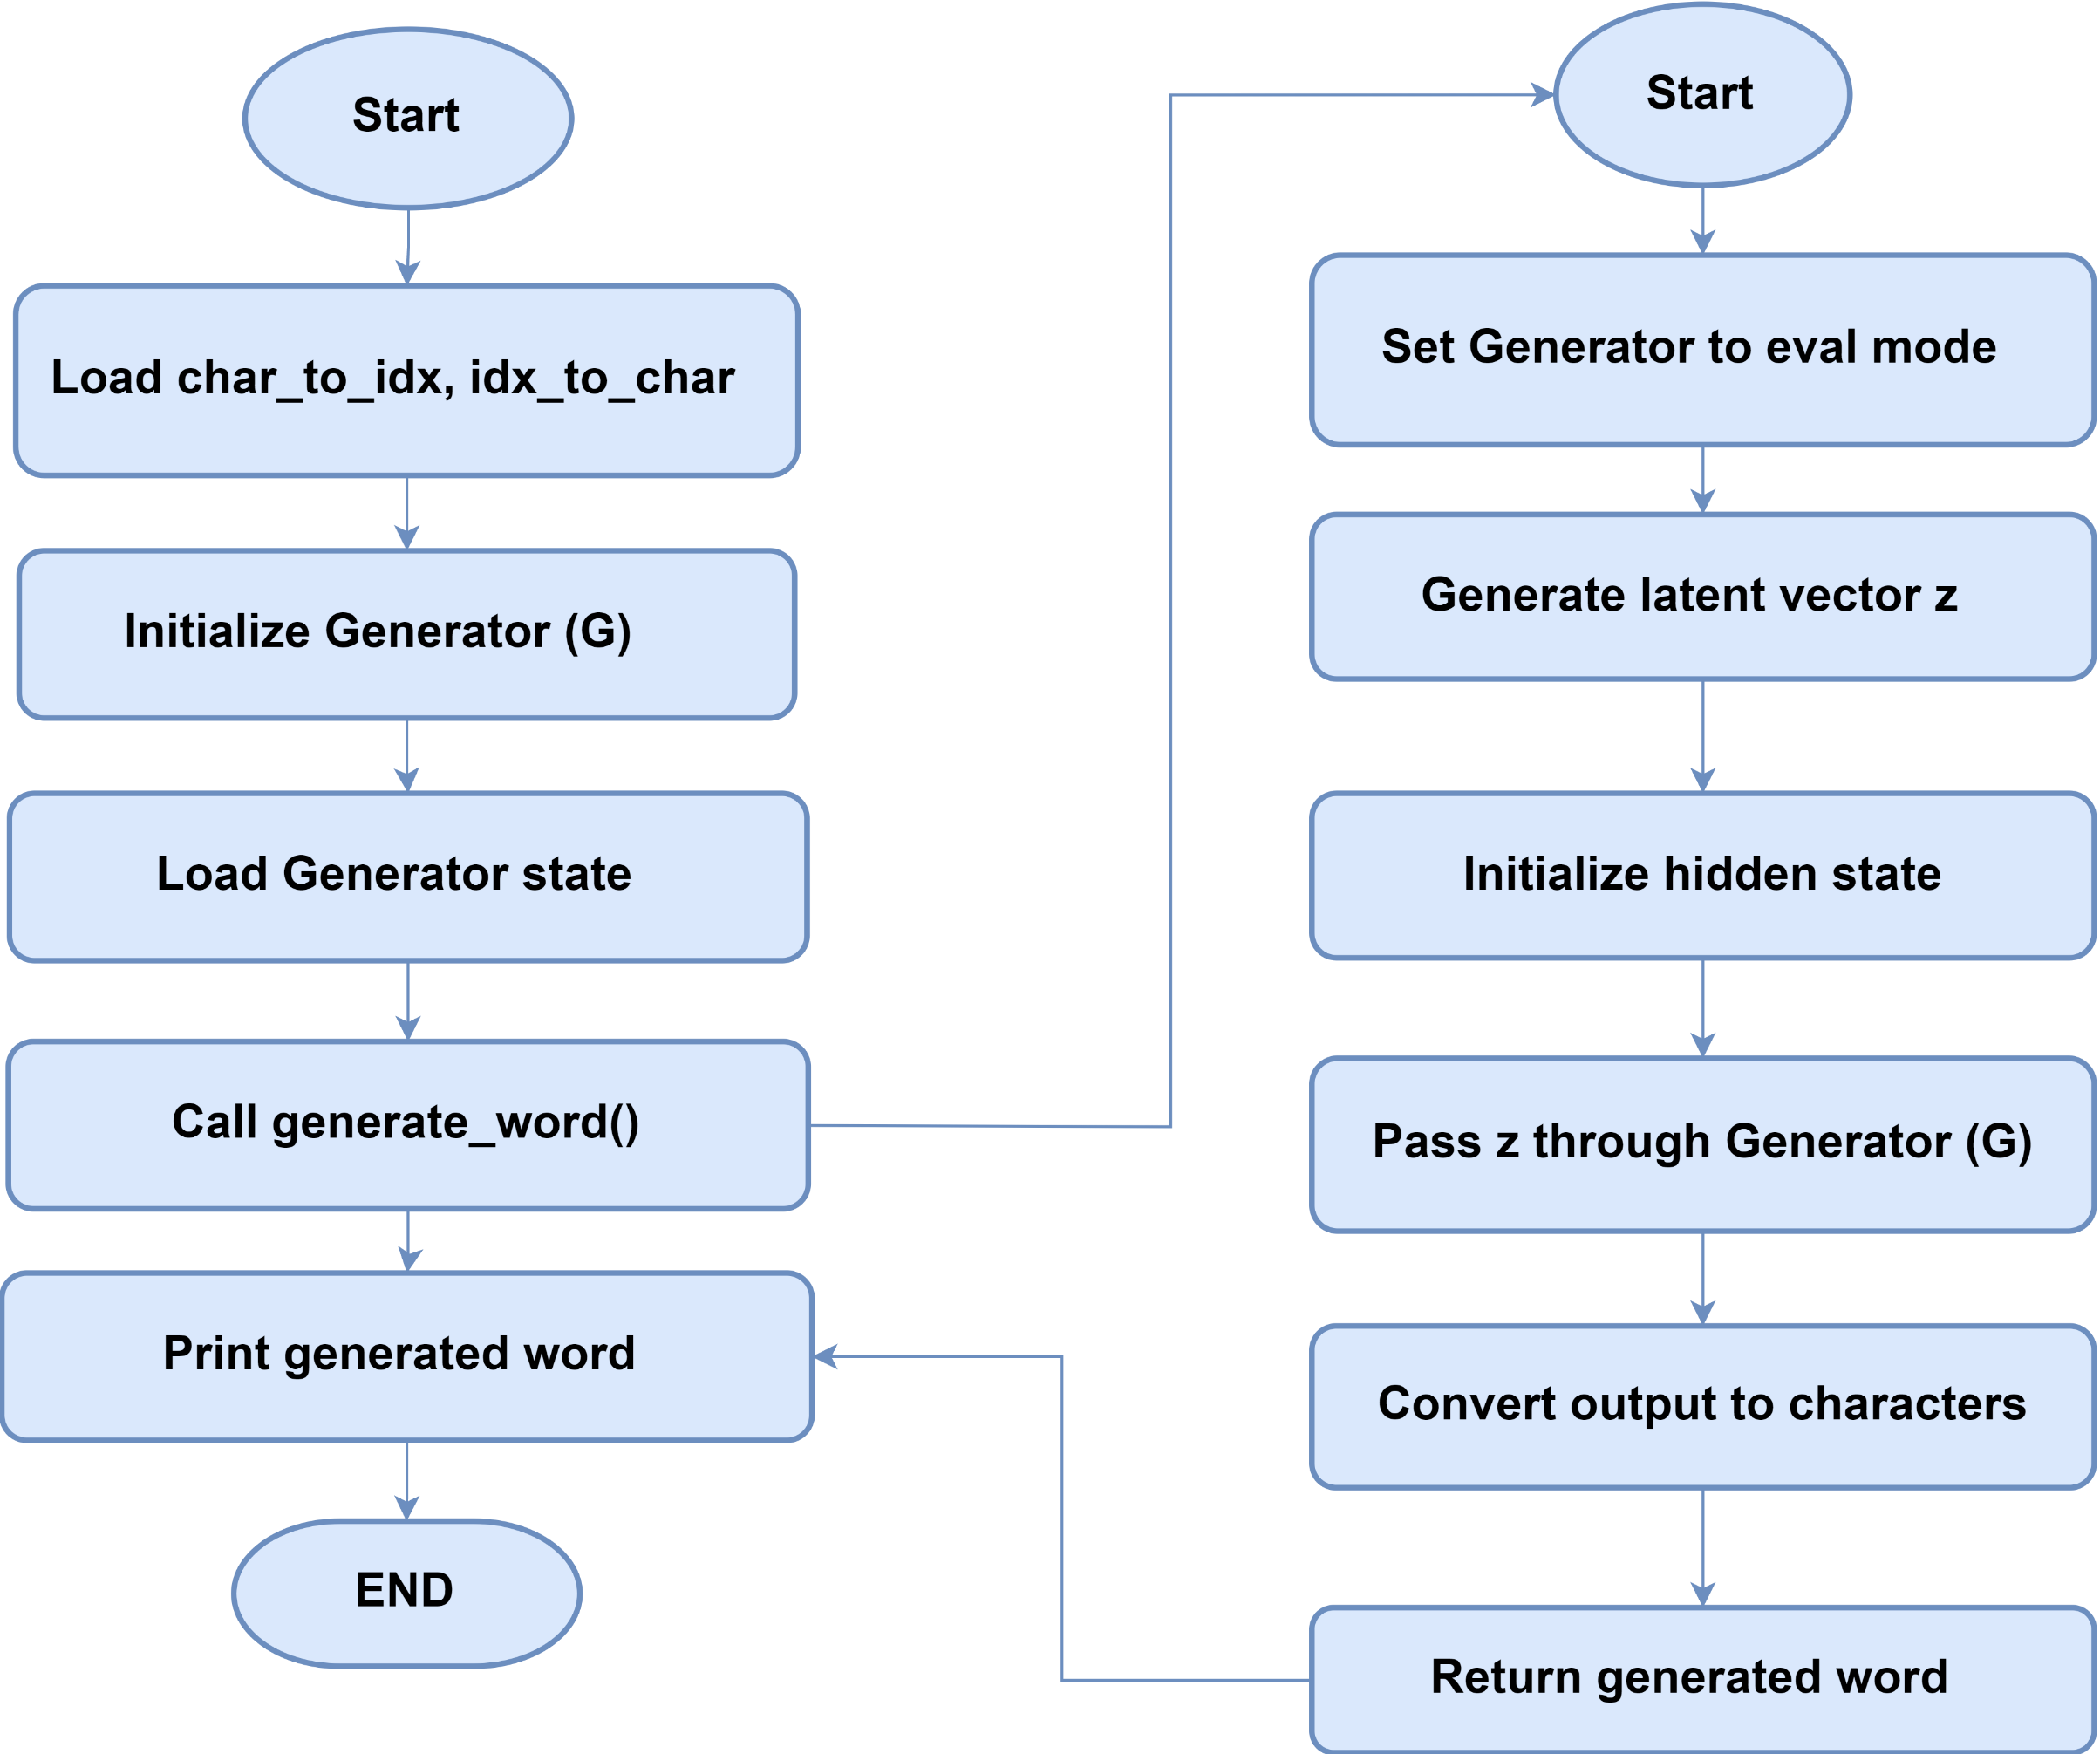 Start
Load char_to_idx, idx_to_char
Initialize Generator (G)
Load Generator state
Call generate_word()
Print generated word
END
Start
Set Generator to eval mode
Generate latent vector z
Initialize hidden state
Pass z through Generator (G)
Convert output to characters
Return generated word